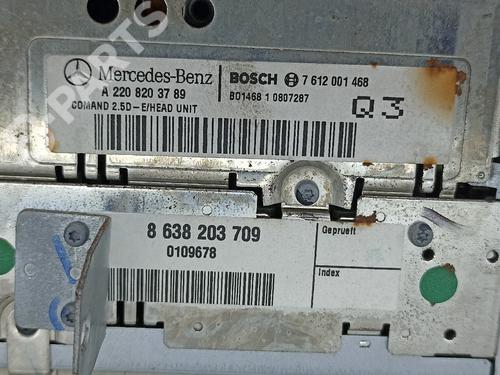 Mercedes-Benz
A 220 820 37 89
COMAND 2.5D-E/HEAD UNIT
BOSCH 7 612 001 468
BO1468 1 0807287
Q3
8 638 203 709
0109678
Geprueft
Index